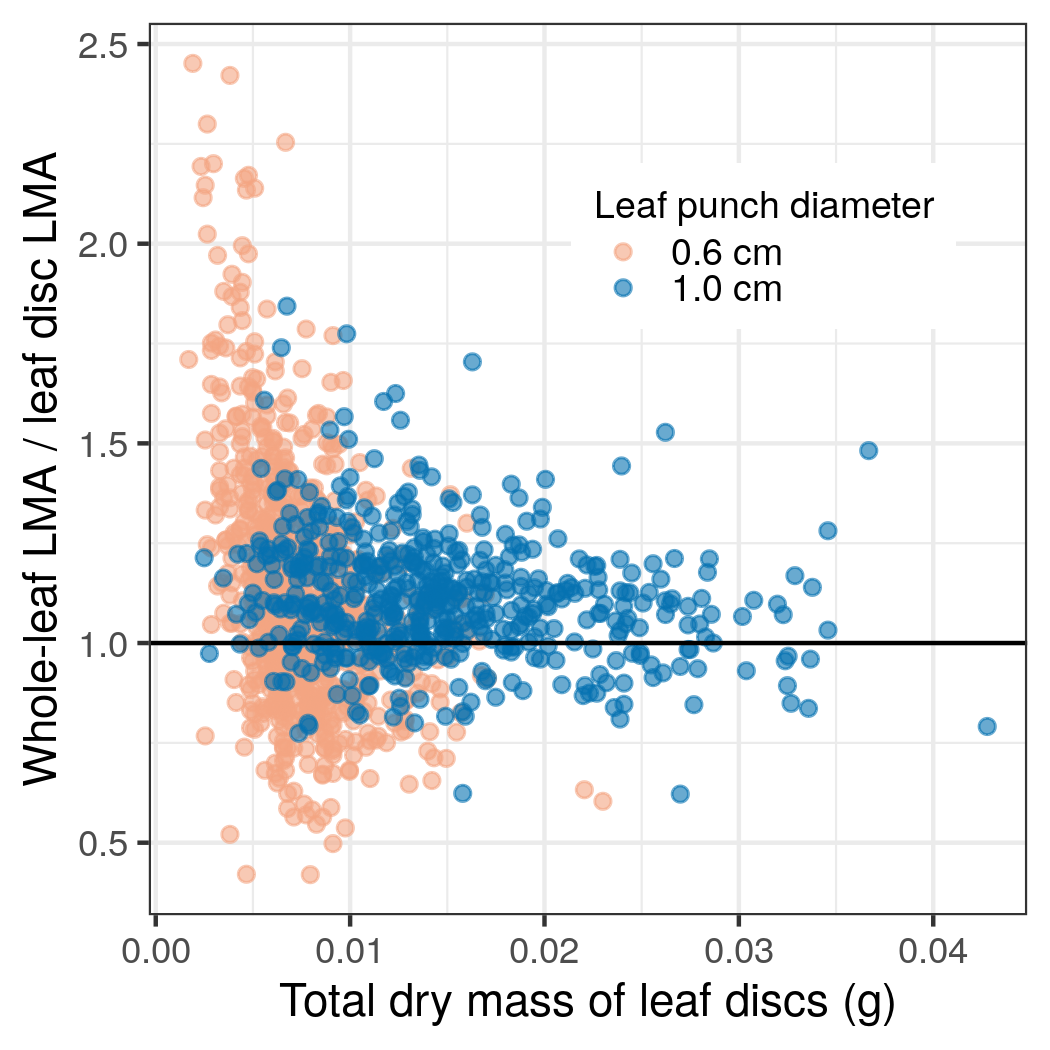 2.5
2.0
1.5
1.0
0.5
Whole-leaf LMA / leaf disc LMA
Leaf punch diameter
0.6 cm
1.0 cm
0.00 0.01 0.02 0.03 0.04
Total dry mass of leaf discs (g)